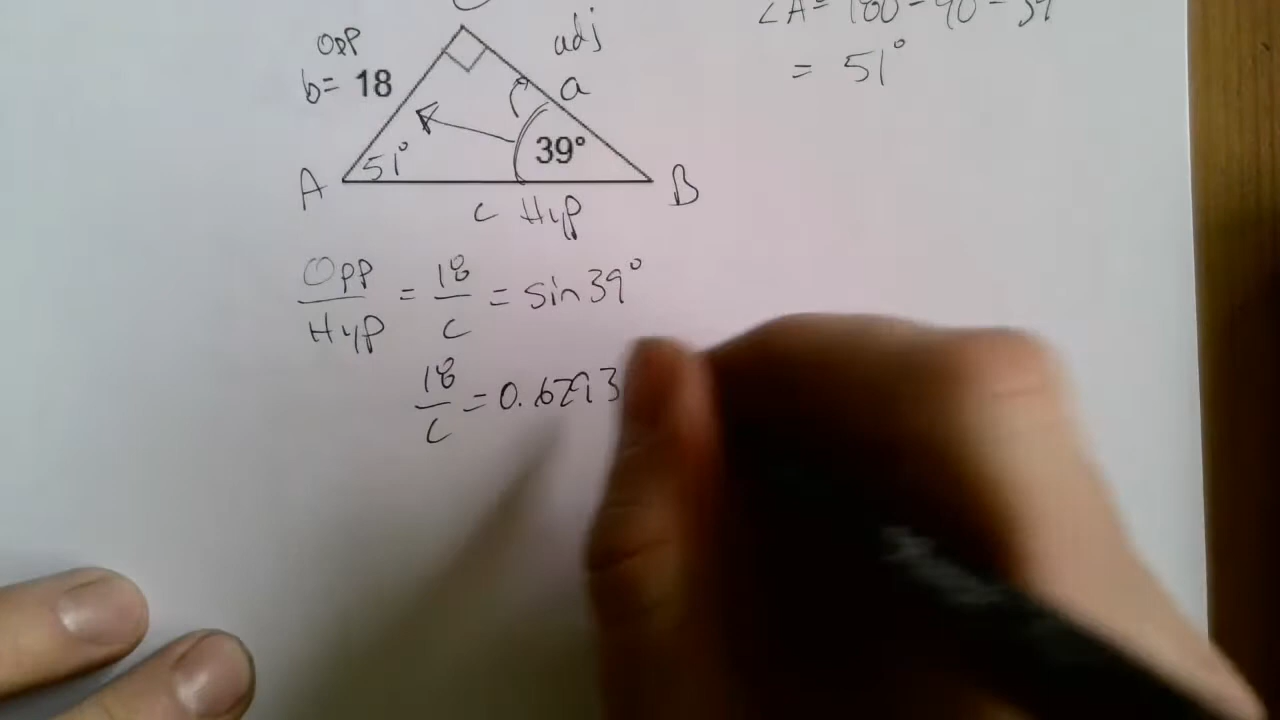 ∠A = 180 - 90 - 39
= 51°
opp
adj
b = 18
a
39°
51°
A
B
c Hyp
Opp/Hyp = 18/c = sin 39°
18/c = 0.6293